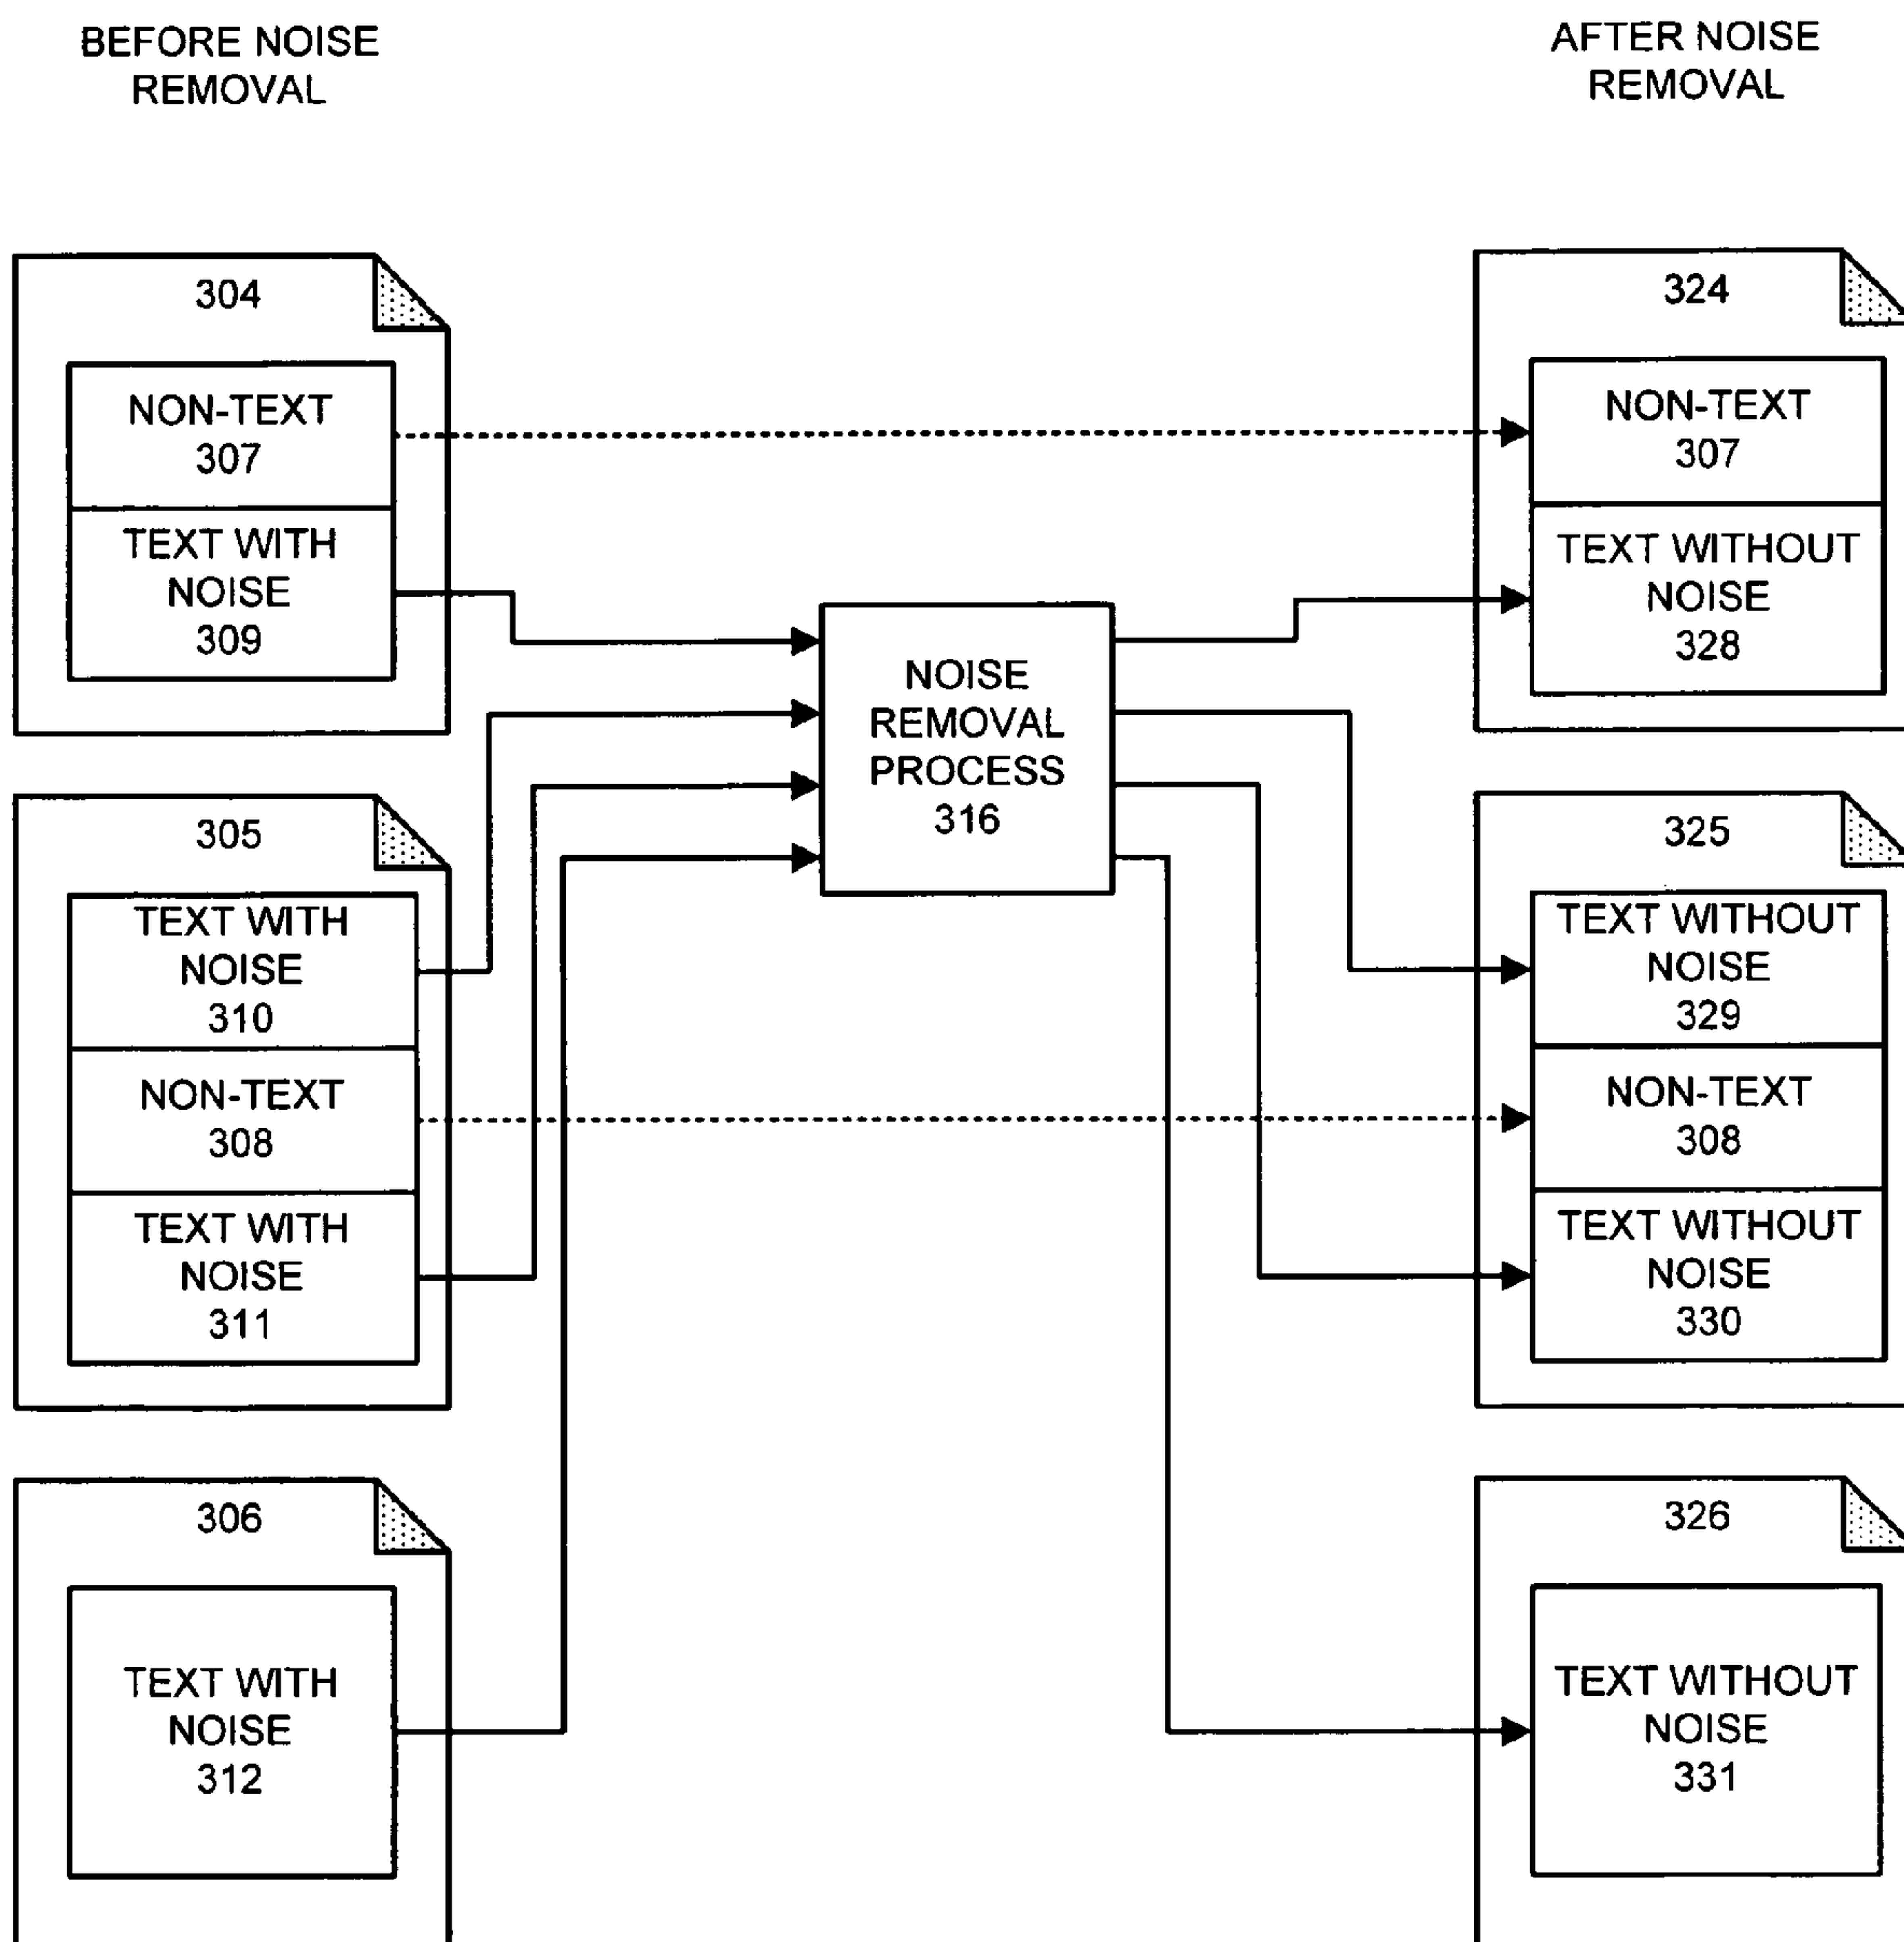 BEFORE NOISE
REMOVAL
AFTER NOISE
REMOVAL
304
NON-TEXT
307
TEXT WITH
NOISE
309
305
TEXT WITH
NOISE
310
NON-TEXT
308
TEXT WITH
NOISE
311
306
TEXT WITH
NOISE
312
NOISE
REMOVAL
PROCESS
316
324
NON-TEXT
307
TEXT WITHOUT
NOISE
328
325
TEXT WITHOUT
NOISE
329
NON-TEXT
308
TEXT WITHOUT
NOISE
330
326
TEXT WITHOUT
NOISE
331